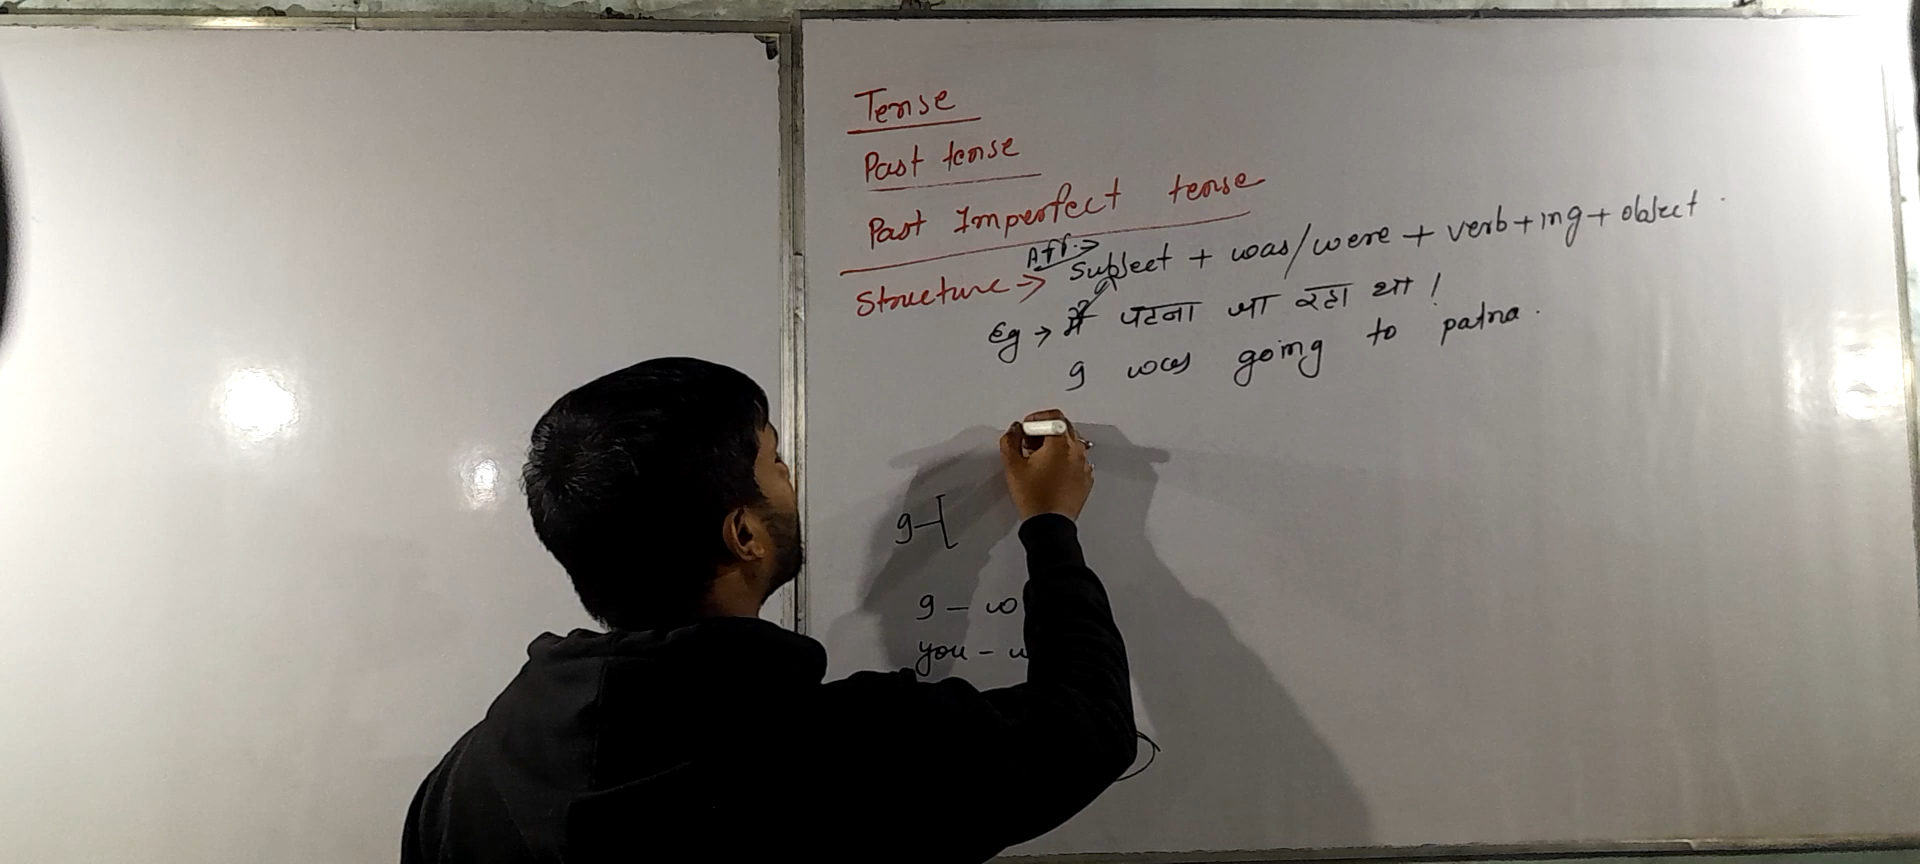 Tense
Past tense
Past Imperfect tense
Aff. →
Structure → Subject + was/were + verb+ing+object.
Eg → मैं पटना जा रहा था!
I was going to patna.
I
I –
you –